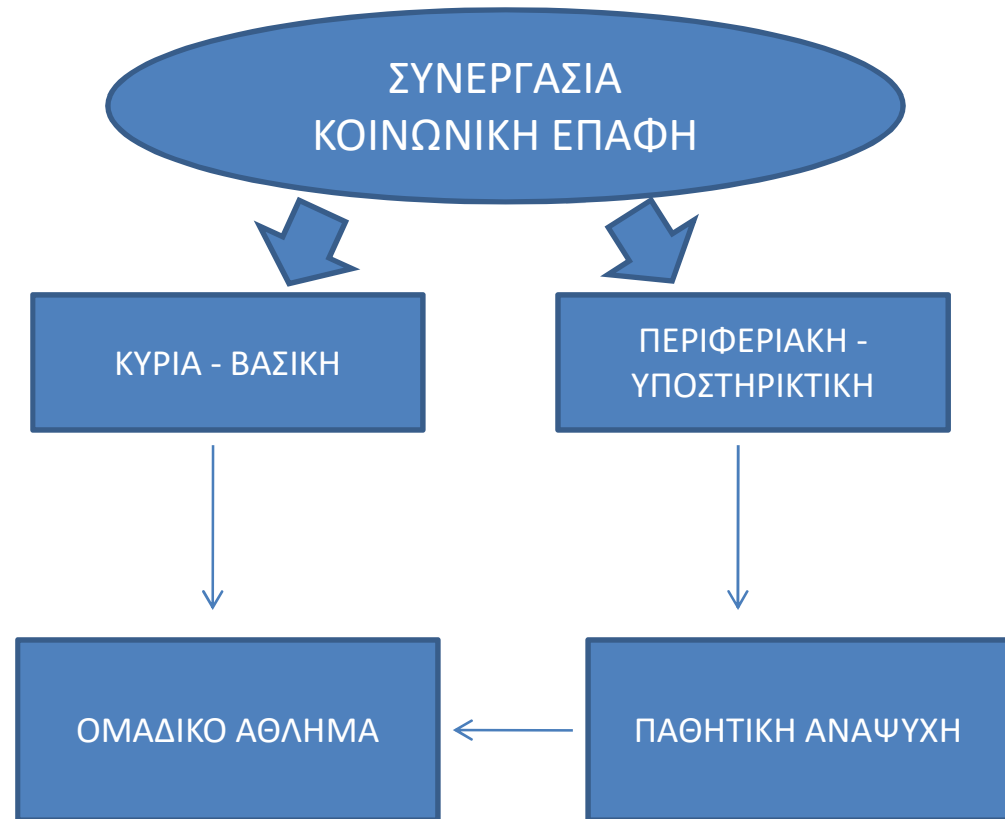 ΣΥΝΕΡΓΑΣΙΑ
ΚΟΙΝΩΝΙΚΗ ΕΠΑΦΗ
ΚΥΡΙΑ - ΒΑΣΙΚΗ
ΠΕΡΙΦΕΡΙΑΚΗ -
ΥΠΟΣΤΗΡΙΚΤΙΚΗ
ΟΜΑΔΙΚΟ ΑΘΛΗΜΑ
ΠΑΘΗΤΙΚΗ ΑΝΑΨΥΧΗ